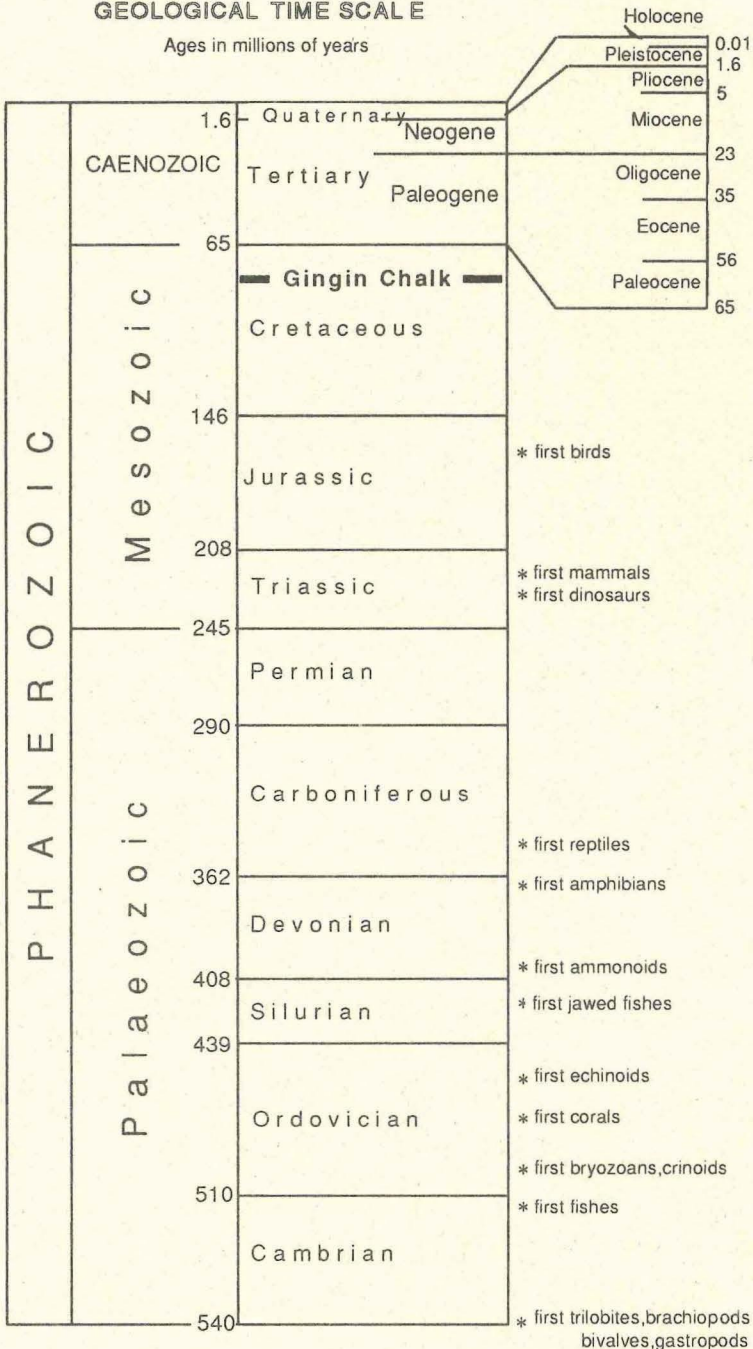 GEOLOGICAL TIME SCALE
Ages in millions of years
Holocene
0.01
Pleistocene
1.6
Pliocene
5
Miocene
23
Oligocene
35
Eocene
56
Paleocene
65
PHANEROZOIC
CAENOZOIC
1.6
Quaternary
Neogene
Tertiary
Paleogene
65
Mesozoic
Gingin Chalk
Cretaceous
146
* first birds
Jurassic
208
* first mammals
Triassic
* first dinosaurs
245
Palaeozoic
Permian
290
Carboniferous
* first reptiles
362
* first amphibians
Devonian
* first ammonoids
408
* first jawed fishes
Silurian
439
* first echinoids
Ordovician
* first corals
* first bryozoans,crinoids
510
* first fishes
Cambrian
540
* first trilobites,brachiopods
bivalves,gastropods